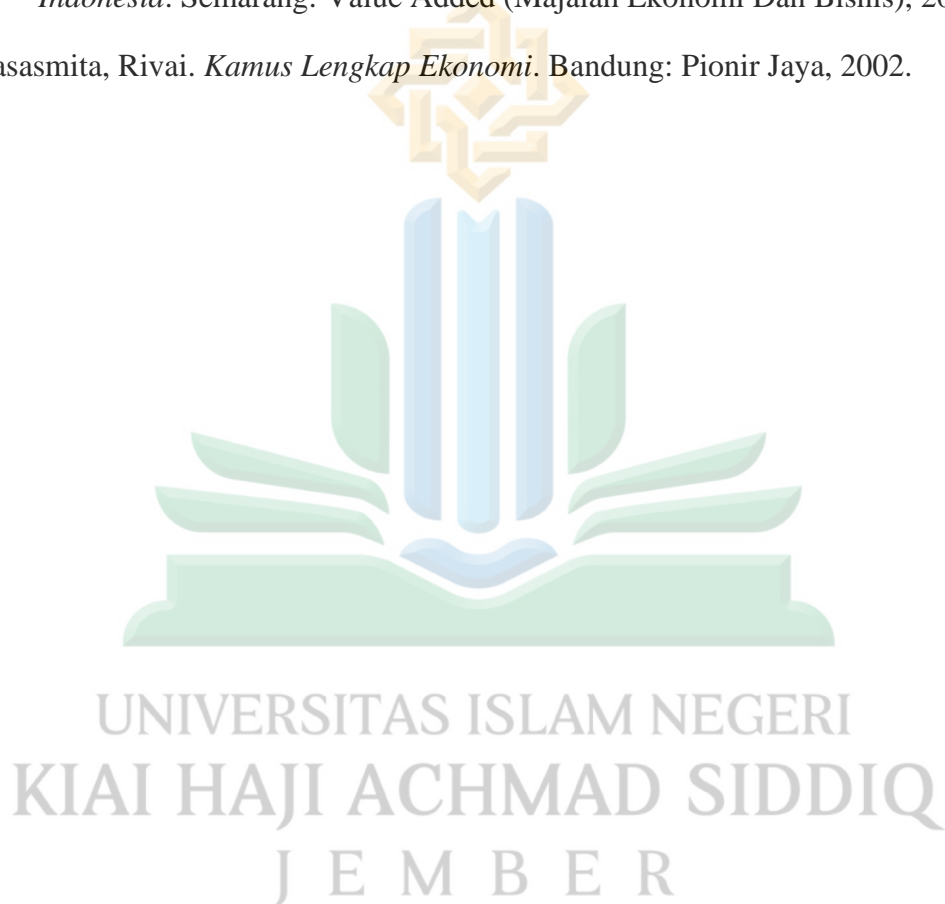 Indonesia. Semarang: Value Added (Majalah Ekonomi Dan Bisnis), 20
asasmita, Rivai. Kamus Lengkap Ekonomi. Bandung: Pionir Jaya, 2002.
UNIVERSITAS ISLAM NEGERI
KIAI HAJI ACHMAD SIDDIQ
JEMBER